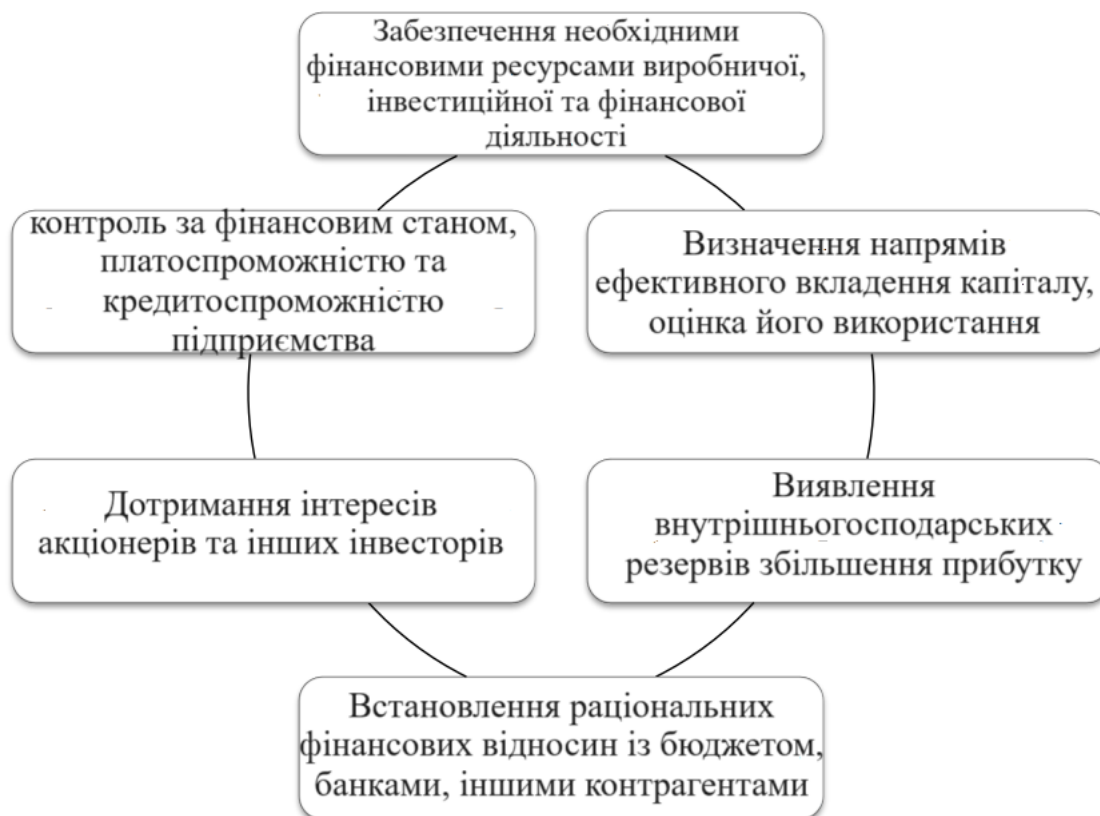 Забезпечення необхідними
фінансовими ресурсами виробничої,
інвестиційної та фінансової
діяльності
контроль за фінансовим станом,
платоспроможністю та
кредитоспроможністю
підприємства
Визначення напрямів
ефективного вкладення капіталу,
оцінка його використання
Дотримання інтересів
акціонерів та інших інвесторів
Виявлення
внутрішньогосподарських
резервів збільшення прибутку
Встановлення раціональних
фінансових відносин із бюджетом,
банками, іншими контрагентами